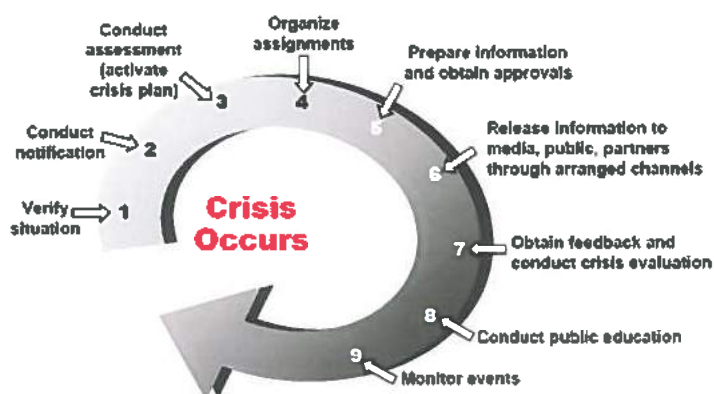 Conduct
assessment
(activate
crisis plan)
3
Organize
assignments
4
Prepare information
and obtain approvals
5
Conduct
notification
2
Release information to
media, public, partners
through arranged channels
6
Verify
situation
1
Crisis
Occurs
7
Obtain feedback and
conduct crisis evaluation
8
Conduct public education
9
Monitor events